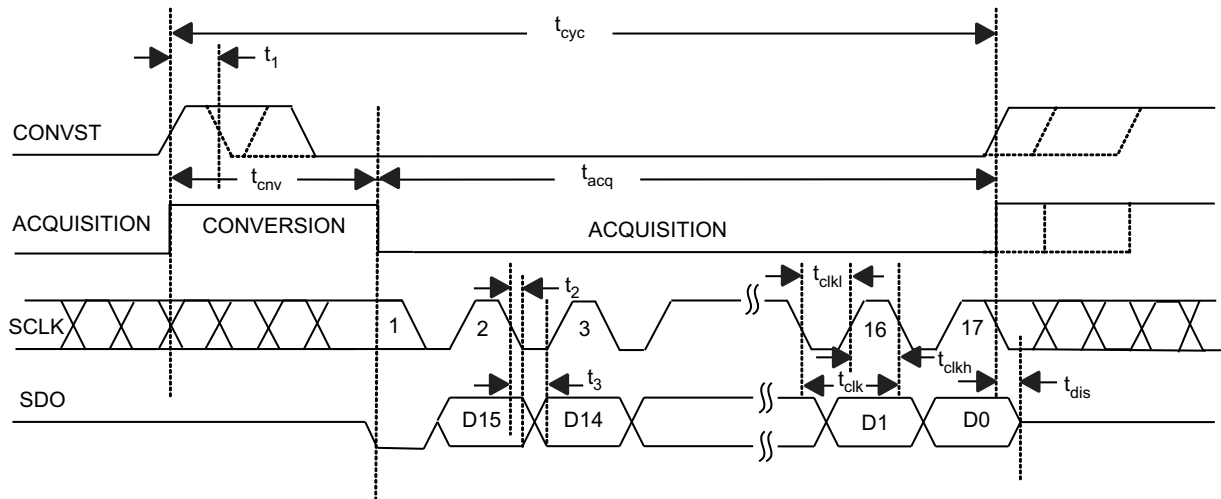 t_cyc
t_1
CONVST
t_cnv
t_acq
ACQUISITION CONVERSION ACQUISITION
t_2
t_clkl
SCLK 1 2 3 16 17
t_3
t_clkh
t_clk
t_dis
SDO
D15 D14 D1 D0